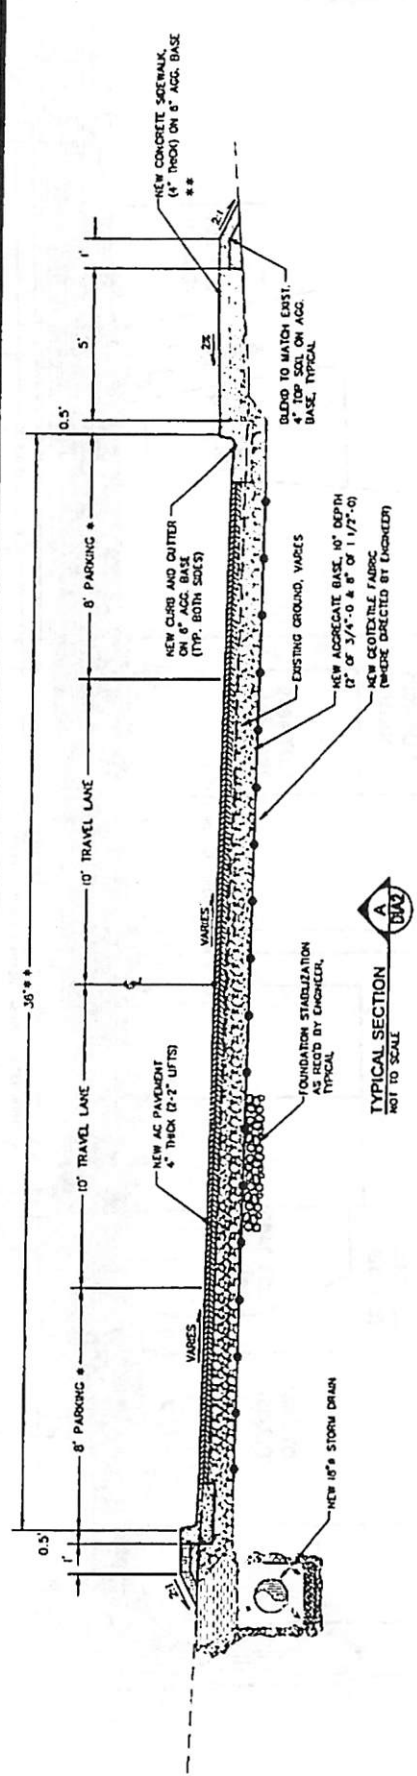 36'**
0.5'
1'
2:1
8' PARKING *
10' TRAVEL LANE
10' TRAVEL LANE
8' PARKING *
0.5'
5'
1'
2:1
2%
VARIES
VARIES
℄
NEW AC PAVEMENT
4" THICK (2-2" LIFTS)
NEW CURB AND GUTTER
ON 6" AGG. BASE
(TYP. BOTH SIDES)
NEW CONCRETE SIDEWALK,
(4" THICK) ON 6" AGG. BASE
**
BLEND TO MATCH EXIST.
4" TOP SOIL ON AGG.
BASE, TYPICAL
EXISTING GROUND, VARIES
NEW AGGREGATE BASE, 10" DEPTH
(2" OF 3/4"-0 & 8" OF 1 1/2"-0)
NEW GEOTEXTILE FABRIC
(WHERE DIRECTED BY ENGINEER)
FOUNDATION STABILIZATION
AS REQ'D BY ENGINEER,
TYPICAL
NEW 18"ø STORM DRAIN
TYPICAL SECTION
NOT TO SCALE
A